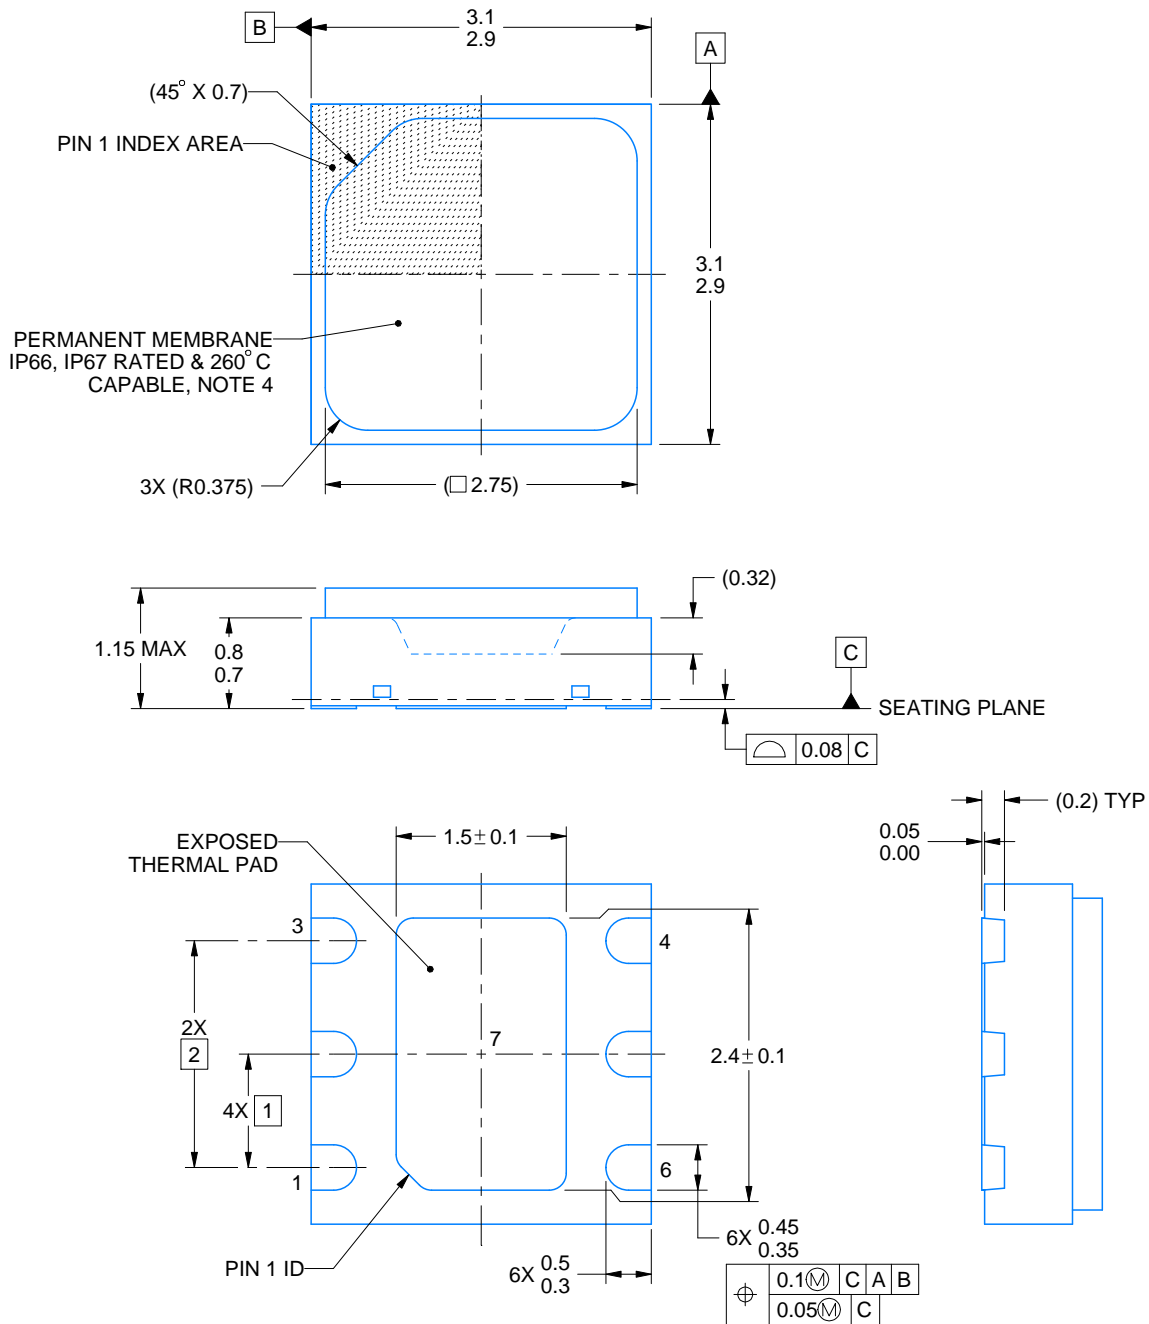 B
3.1
2.9
A
(45° X 0.7)
PIN 1 INDEX AREA
3.1
2.9
PERMANENT MEMBRANE
IP66, IP67 RATED & 260°C
CAPABLE, NOTE 4
3X (R0.375)
(□2.75)
(0.32)
1.15 MAX
0.8
0.7
C
SEATING PLANE
⌓ 0.08 C
EXPOSED
THERMAL PAD
1.5±0.1
(0.2) TYP
0.05
0.00
3
4
7
2X
2
2.4±0.1
4X 1
1
6
6X 0.45
0.35
PIN 1 ID
6X 0.5
0.3
⌖ 0.1Ⓜ C A B
0.05Ⓜ C